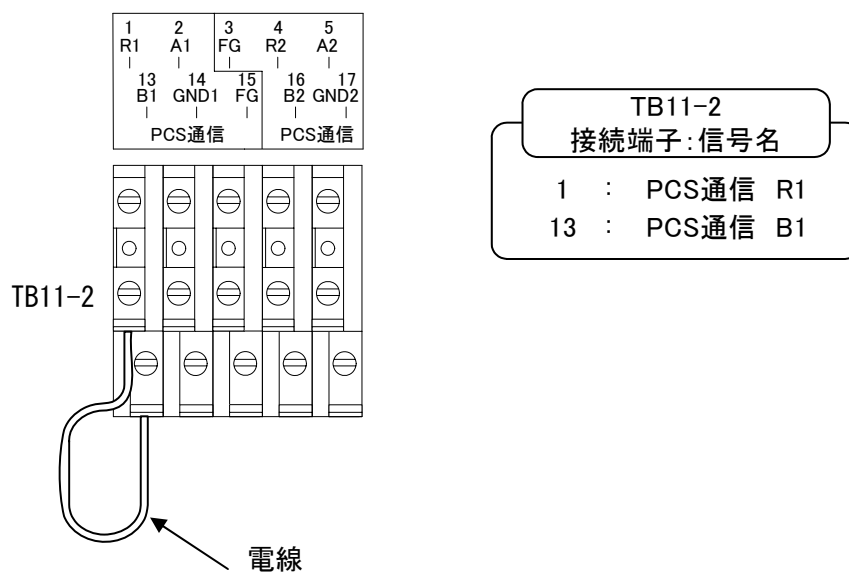 1 2 3 4 5
R1 A1 FG R2 A2
13 14 15 16 17
B1 GND1 FG B2 GND2
PCS通信 PCS通信
TB11-2
接続端子:信号名
1 : PCS通信 R1
13 : PCS通信 B1
TB11-2
電線